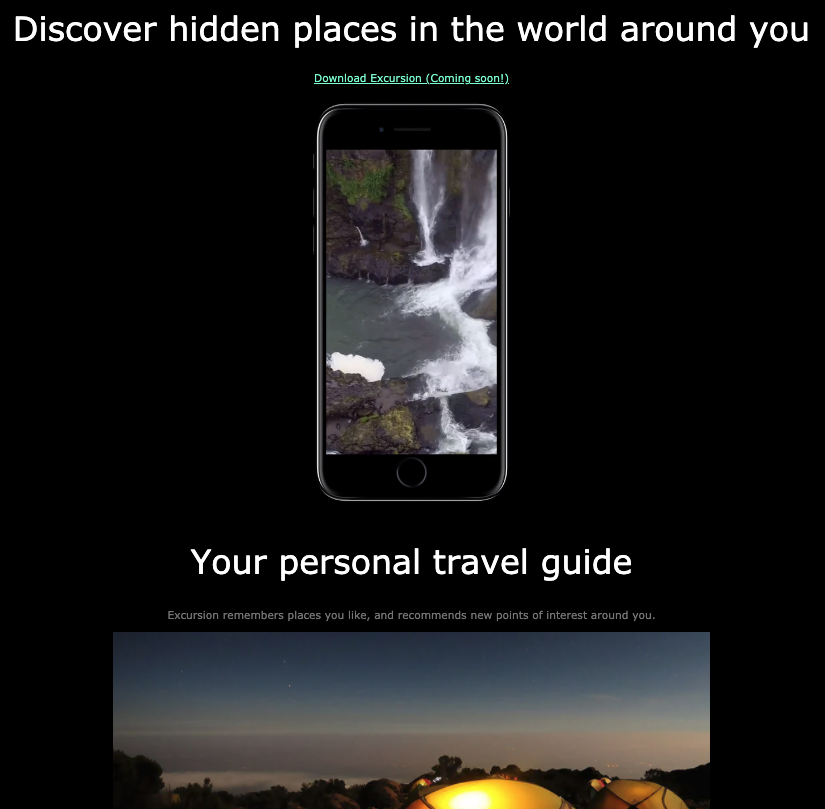 Discover hidden places in the world around you
Download Excursion (Coming soon!)
Your personal travel guide
Excursion remembers places you like, and recommends new points of interest around you.